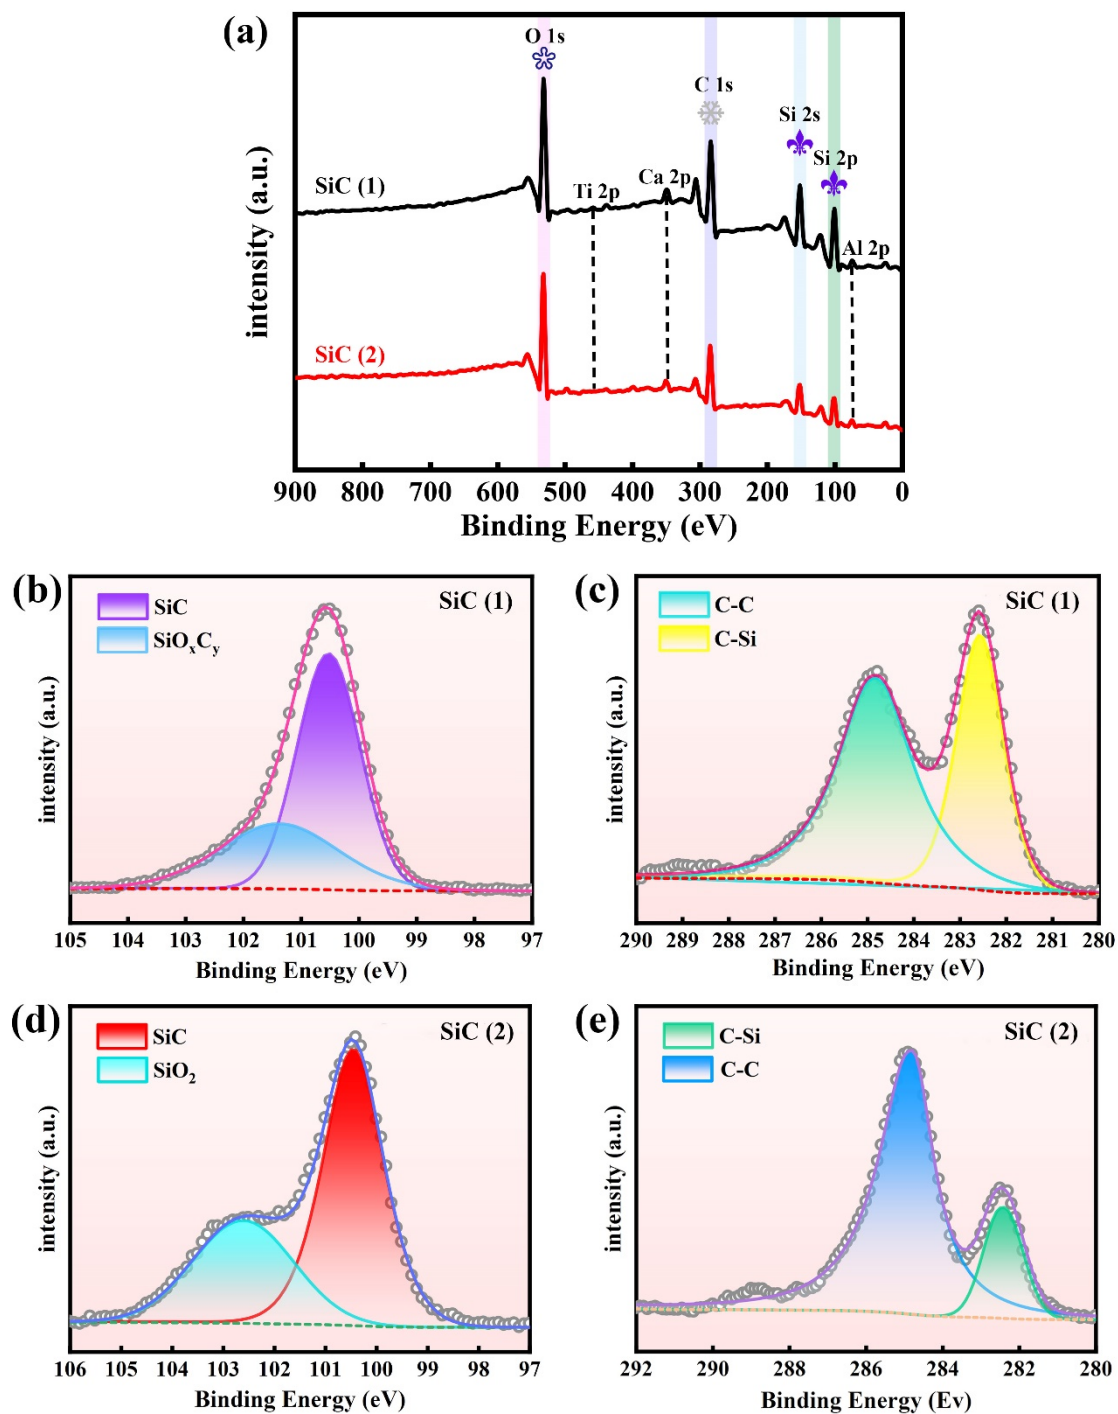 (a)
O 1s
C 1s
Si 2s
Si 2p
SiC (1)
Ti 2p
Ca 2p
Al 2p
SiC (2)
intensity (a.u.)
900 800 700 600 500 400 300 200 100 0
Binding Energy (eV)
(b)
SiC
SiOxCy
SiC (1)
intensity (a.u.)
105 104 103 102 101 100 99 98 97
Binding Energy (eV)
(c)
C-C
C-Si
SiC (1)
intensity (a.u.)
290 289 288 287 286 285 284 283 282 281 280
Binding Energy (eV)
(d)
SiC
SiO2
SiC (2)
intensity (a.u.)
106 105 104 103 102 101 100 99 98 97
Binding Energy (eV)
(e)
C-Si
C-C
SiC (2)
intensity (a.u.)
292 290 288 286 284 282 280
Binding Energy (Ev)